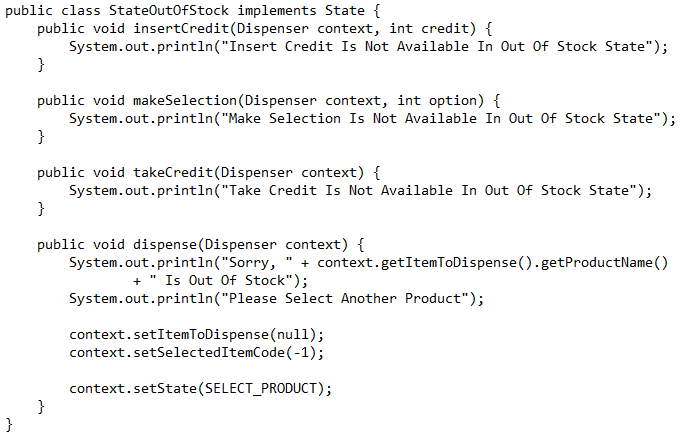 public class StateOutOfStock implements State {
    public void insertCredit(Dispenser context, int credit) {
        System.out.println("Insert Credit Is Not Available In Out Of Stock State");
    }

    public void makeSelection(Dispenser context, int option) {
        System.out.println("Make Selection Is Not Available In Out Of Stock State");
    }

    public void takeCredit(Dispenser context) {
        System.out.println("Take Credit Is Not Available In Out Of Stock State");
    }

    public void dispense(Dispenser context) {
        System.out.println("Sorry, " + context.getItemToDispense().getProductName()
                + " Is Out Of Stock");
        System.out.println("Please Select Another Product");

        context.setItemToDispense(null);
        context.setSelectedItemCode(-1);

        context.setState(SELECT_PRODUCT);
    }
}